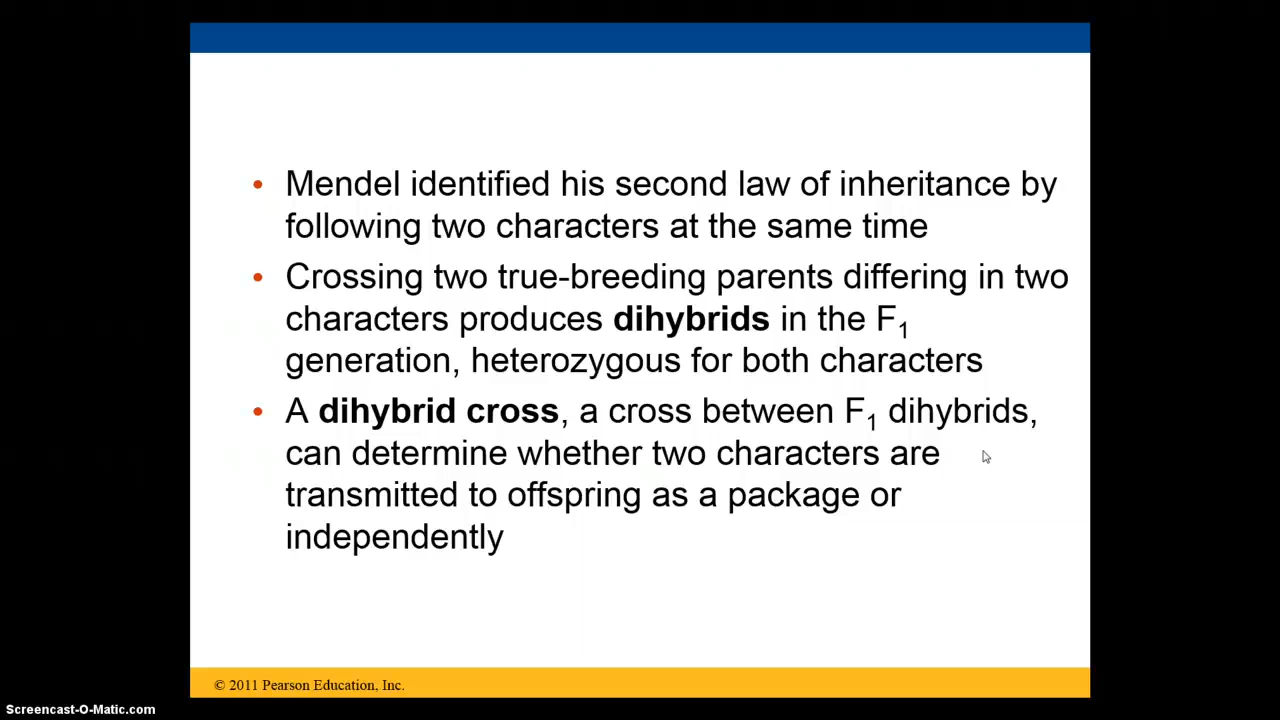 • Mendel identified his second law of inheritance by
following two characters at the same time
• Crossing two true-breeding parents differing in two
characters produces dihybrids in the F1
generation, heterozygous for both characters
• A dihybrid cross, a cross between F1 dihybrids,
can determine whether two characters are
transmitted to offspring as a package or
independently
© 2011 Pearson Education, Inc.
Screencast-O-Matic.com